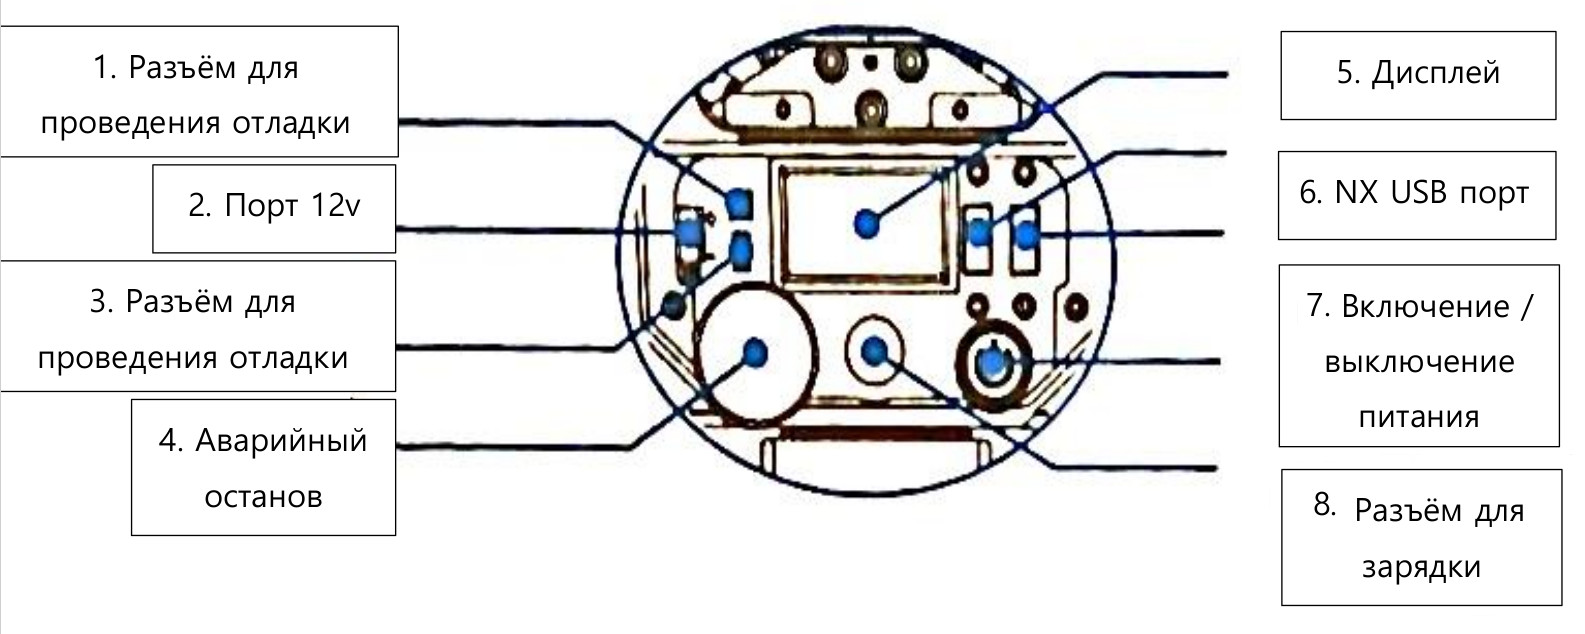 1. Разъём для
проведения отладки
2. Порт 12v
3. Разъём для
проведения отладки
4. Аварийный
останов
5. Дисплей
6. NX USB порт
7. Включение /
выключение
питания
8. Разъём для
зарядки